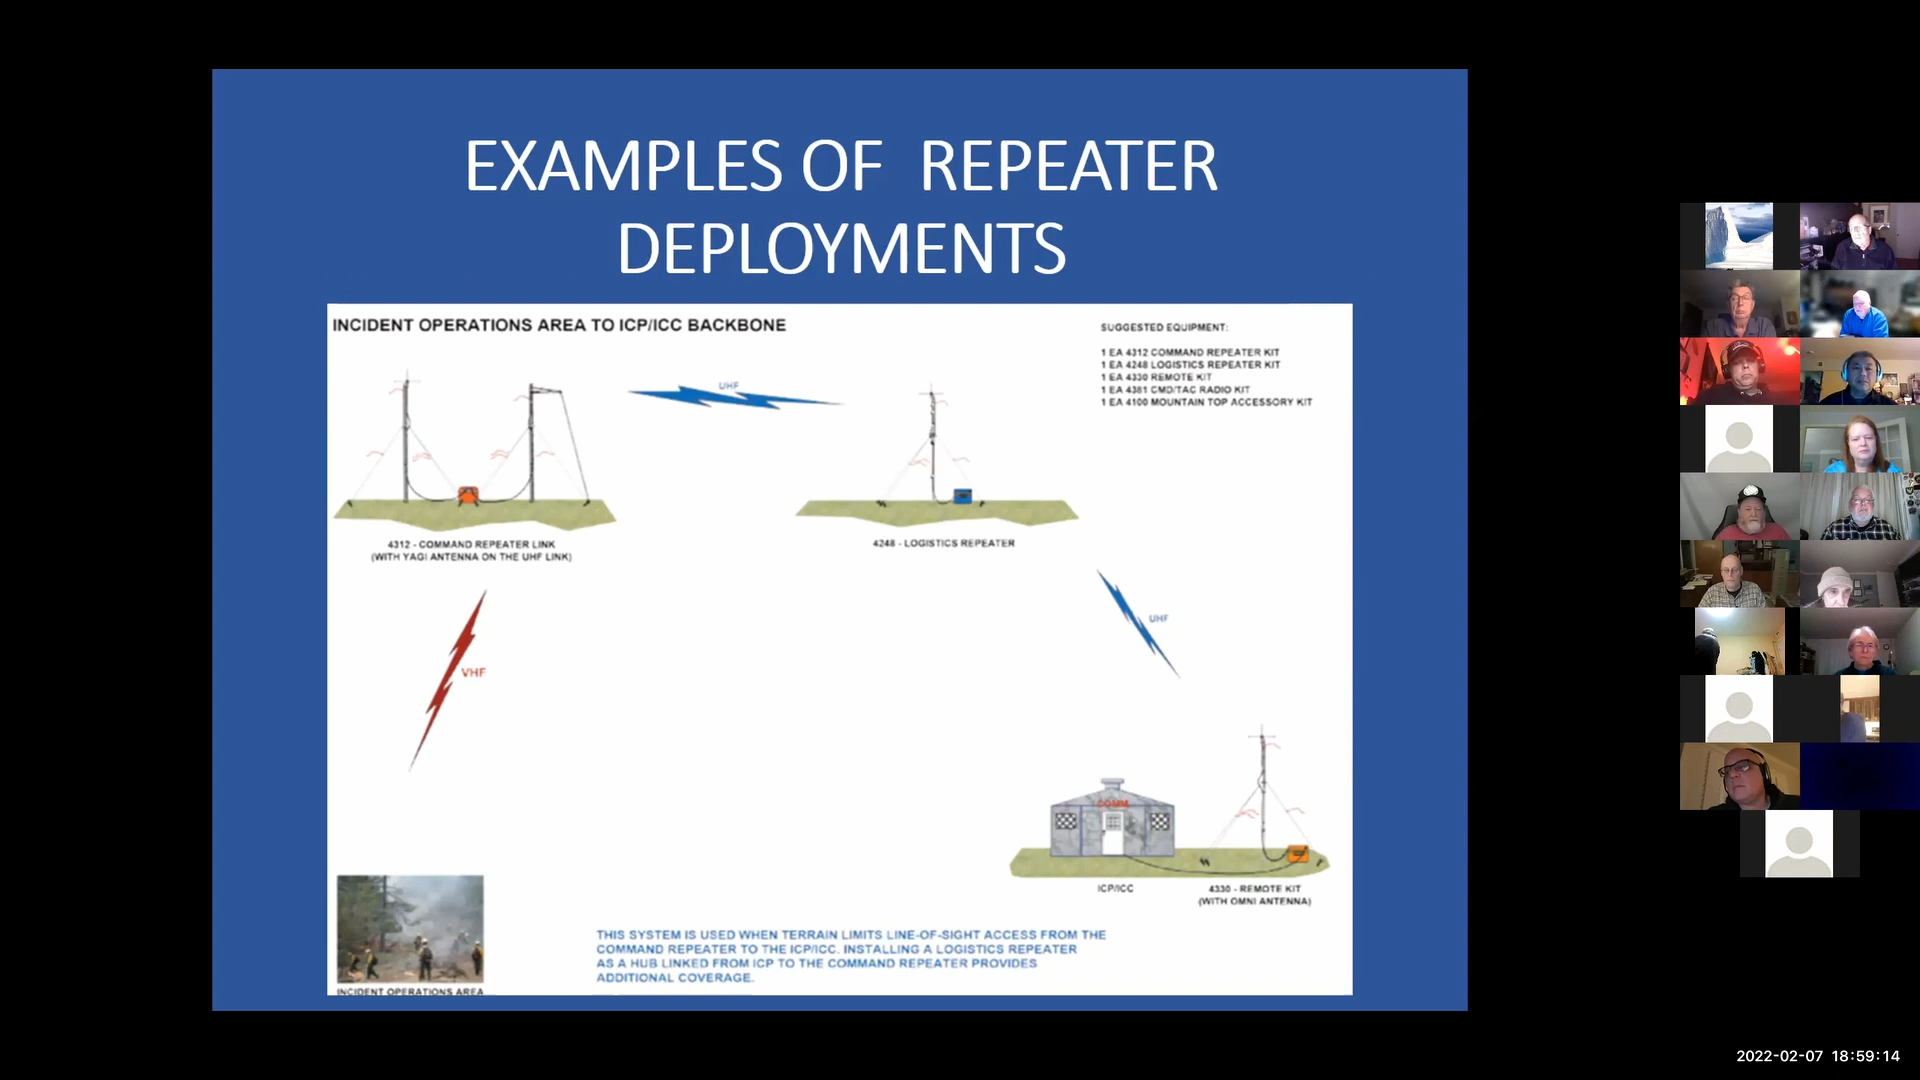 EXAMPLES OF REPEATER
DEPLOYMENTS
INCIDENT OPERATIONS AREA TO ICP/ICC BACKBONE
SUGGESTED EQUIPMENT:
1 EA 4312 COMMAND REPEATER KIT
1 EA 4248 LOGISTICS REPEATER KIT
1 EA 4330 REMOTE KIT
1 EA 4381 CMD/TAC RADIO KIT
1 EA 4100 MOUNTAIN TOP ACCESSORY KIT
UHF
4312 - COMMAND REPEATER LINK
(WITH YAGI ANTENNA ON THE UHF LINK)
4248 - LOGISTICS REPEATER
UHF
VHF
COMM
ICP/ICC
4330 - REMOTE KIT
(WITH OMNI ANTENNA)
THIS SYSTEM IS USED WHEN TERRAIN LIMITS LINE-OF-SIGHT ACCESS FROM THE
COMMAND REPEATER TO THE ICP/ICC. INSTALLING A LOGISTICS REPEATER
AS A HUB LINKED FROM ICP TO THE COMMAND REPEATER PROVIDES
ADDITIONAL COVERAGE.
INCIDENT OPERATIONS AREA
2022-02-07 18:59:14